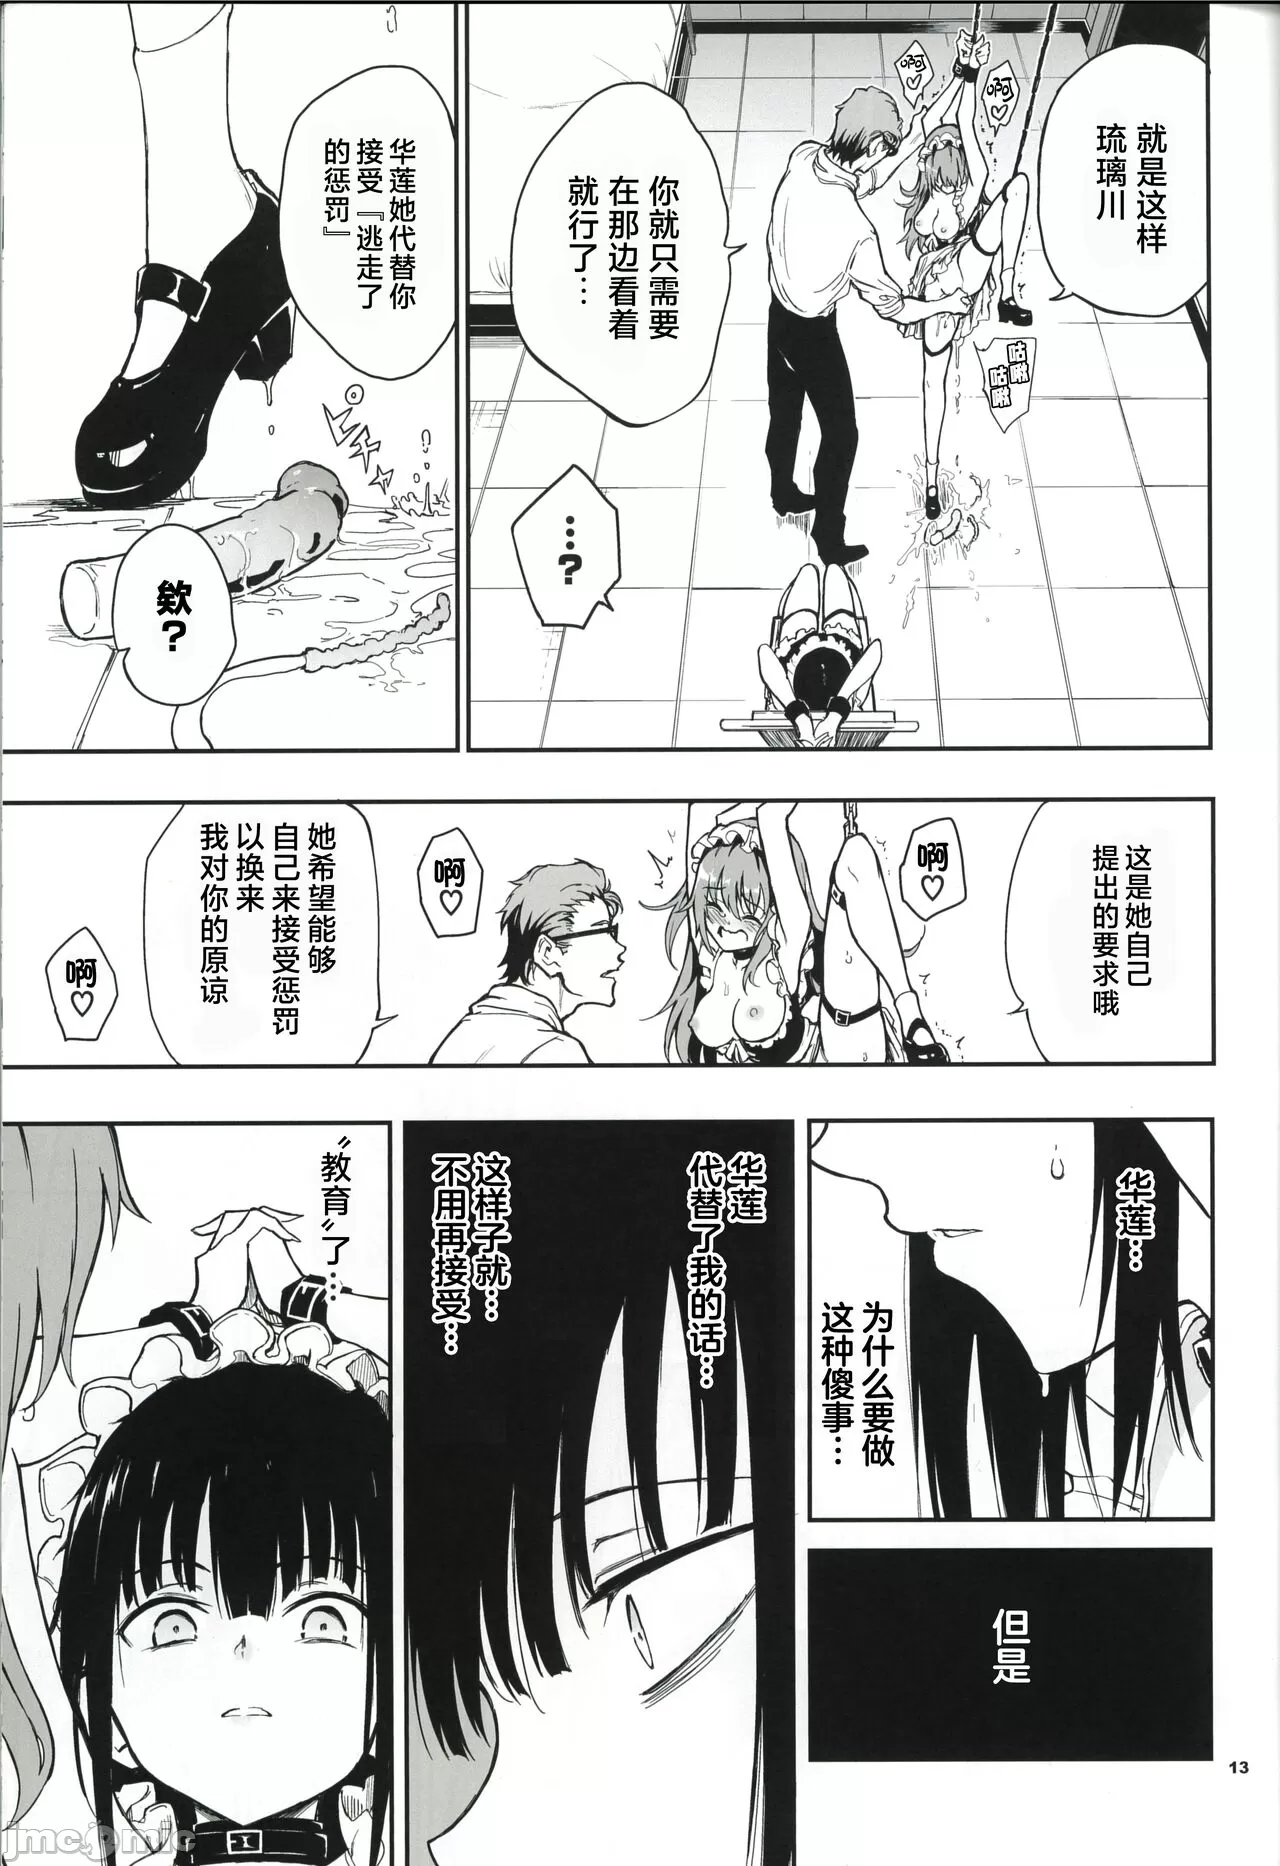 就是这样
琉璃川
啊♡
啊♡
你就只需要
在那边看着
就行了…
咕啾
咕啾
…？
华莲她代替你
接受『逃走了
的惩罚』
ピチャ
欸？
这是她自己
提出的要求哦
啊♡
啊♡
她希望能够
自己来接受惩罚
以换来
我对你的原谅
啊♡
华莲…
为什么要做
这种傻事…
但是
华莲
代替了我的话…
这样子就…
不用再接受…
“教育”了…
13
jmcomic